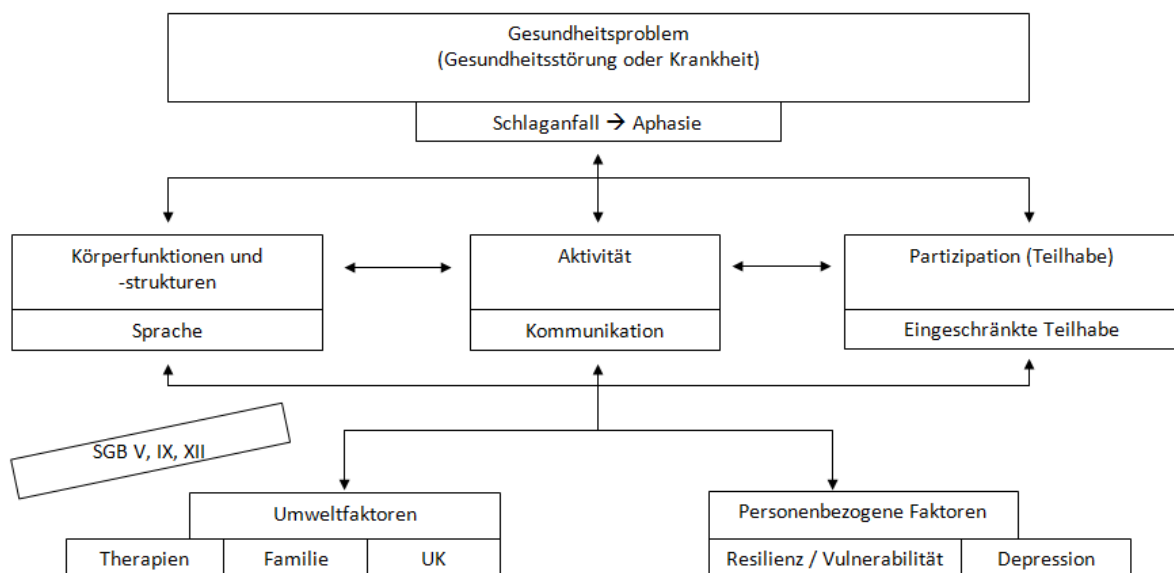 Gesundheitsproblem
(Gesundheitsstörung oder Krankheit)
Schlaganfall → Aphasie
Körperfunktionen und
-strukturen
Sprache
Aktivität
Kommunikation
Partizipation (Teilhabe)
Eingeschränkte Teilhabe
SGB V, IX, XII
Umweltfaktoren
Therapien
Familie
UK
Personenbezogene Faktoren
Resilienz / Vulnerabilität
Depression